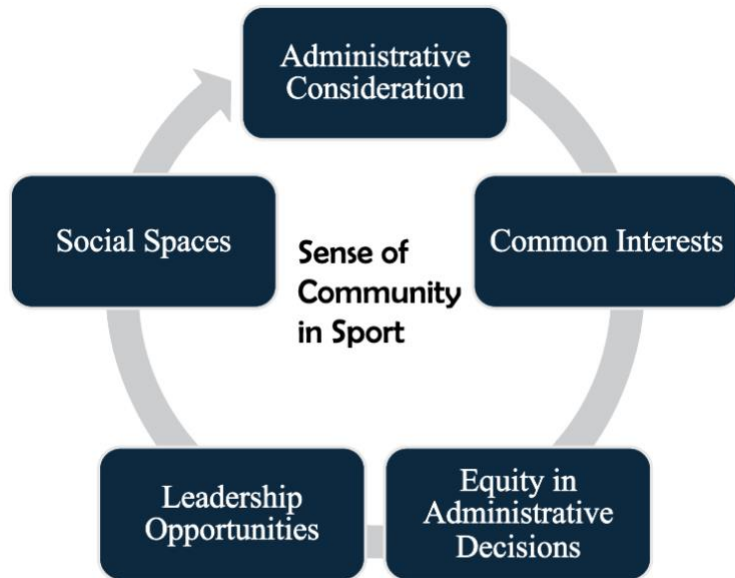 Administrative
Consideration
Common Interests
Equity in
Administrative
Decisions
Leadership
Opportunities
Social Spaces
Sense of
Community
in Sport